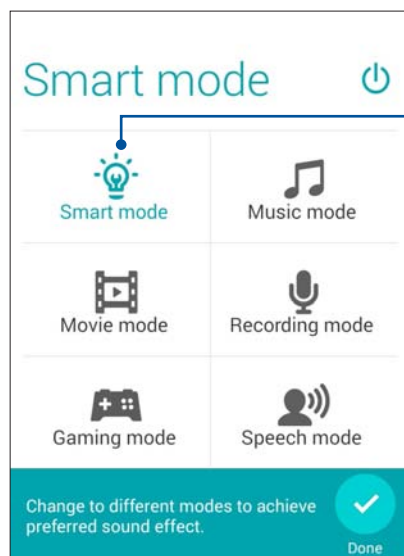 Smart mode
Smart mode
Music mode
Movie mode
Recording mode
Gaming mode
Speech mode
Change to different modes to achieve
preferred sound effect.
Done